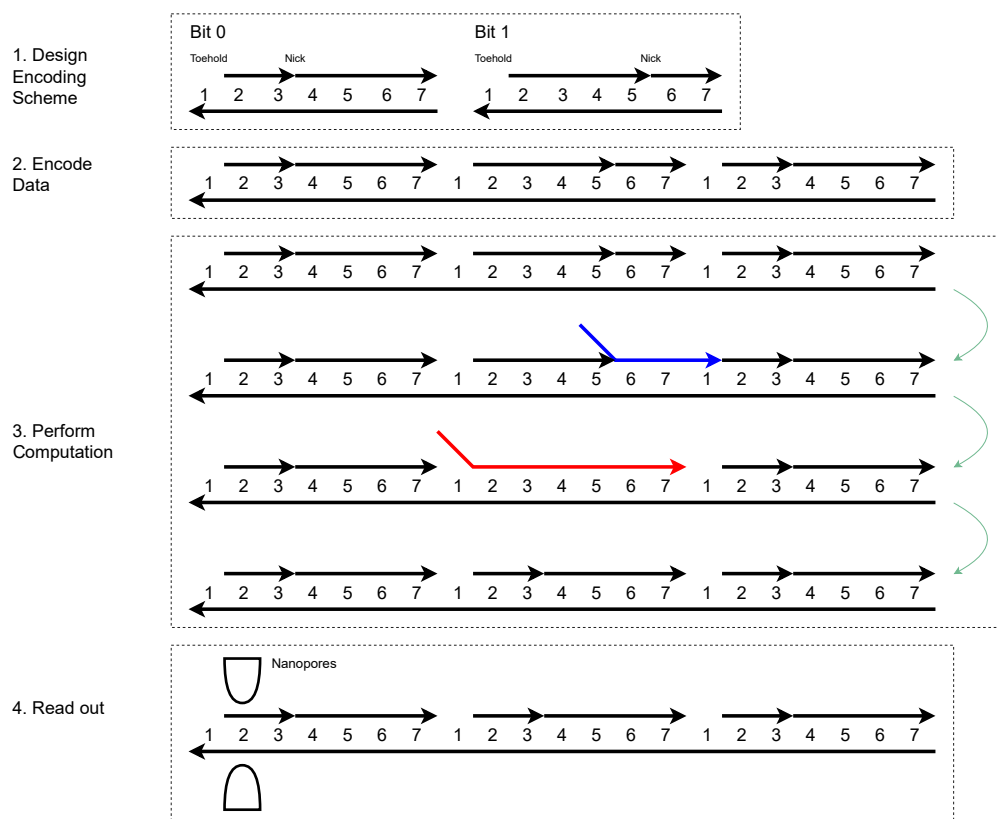 1. Design
Encoding
Scheme
Bit 0
Bit 1
Toehold
Nick
Toehold
Nick
1 2 3 4 5 6 7
1 2 3 4 5 6 7
2. Encode
Data
1 2 3 4 5 6 7 1 2 3 4 5 6 7 1 2 3 4 5 6 7
3. Perform
Computation
1 2 3 4 5 6 7 1 2 3 4 5 6 7 1 2 3 4 5 6 7
1 2 3 4 5 6 7 1 2 3 4 5 6 7 1 2 3 4 5 6 7
1 2 3 4 5 6 7 1 2 3 4 5 6 7 1 2 3 4 5 6 7
1 2 3 4 5 6 7 1 2 3 4 5 6 7 1 2 3 4 5 6 7
4. Read out
Nanopores
1 2 3 4 5 6 7 1 2 3 4 5 6 7 1 2 3 4 5 6 7